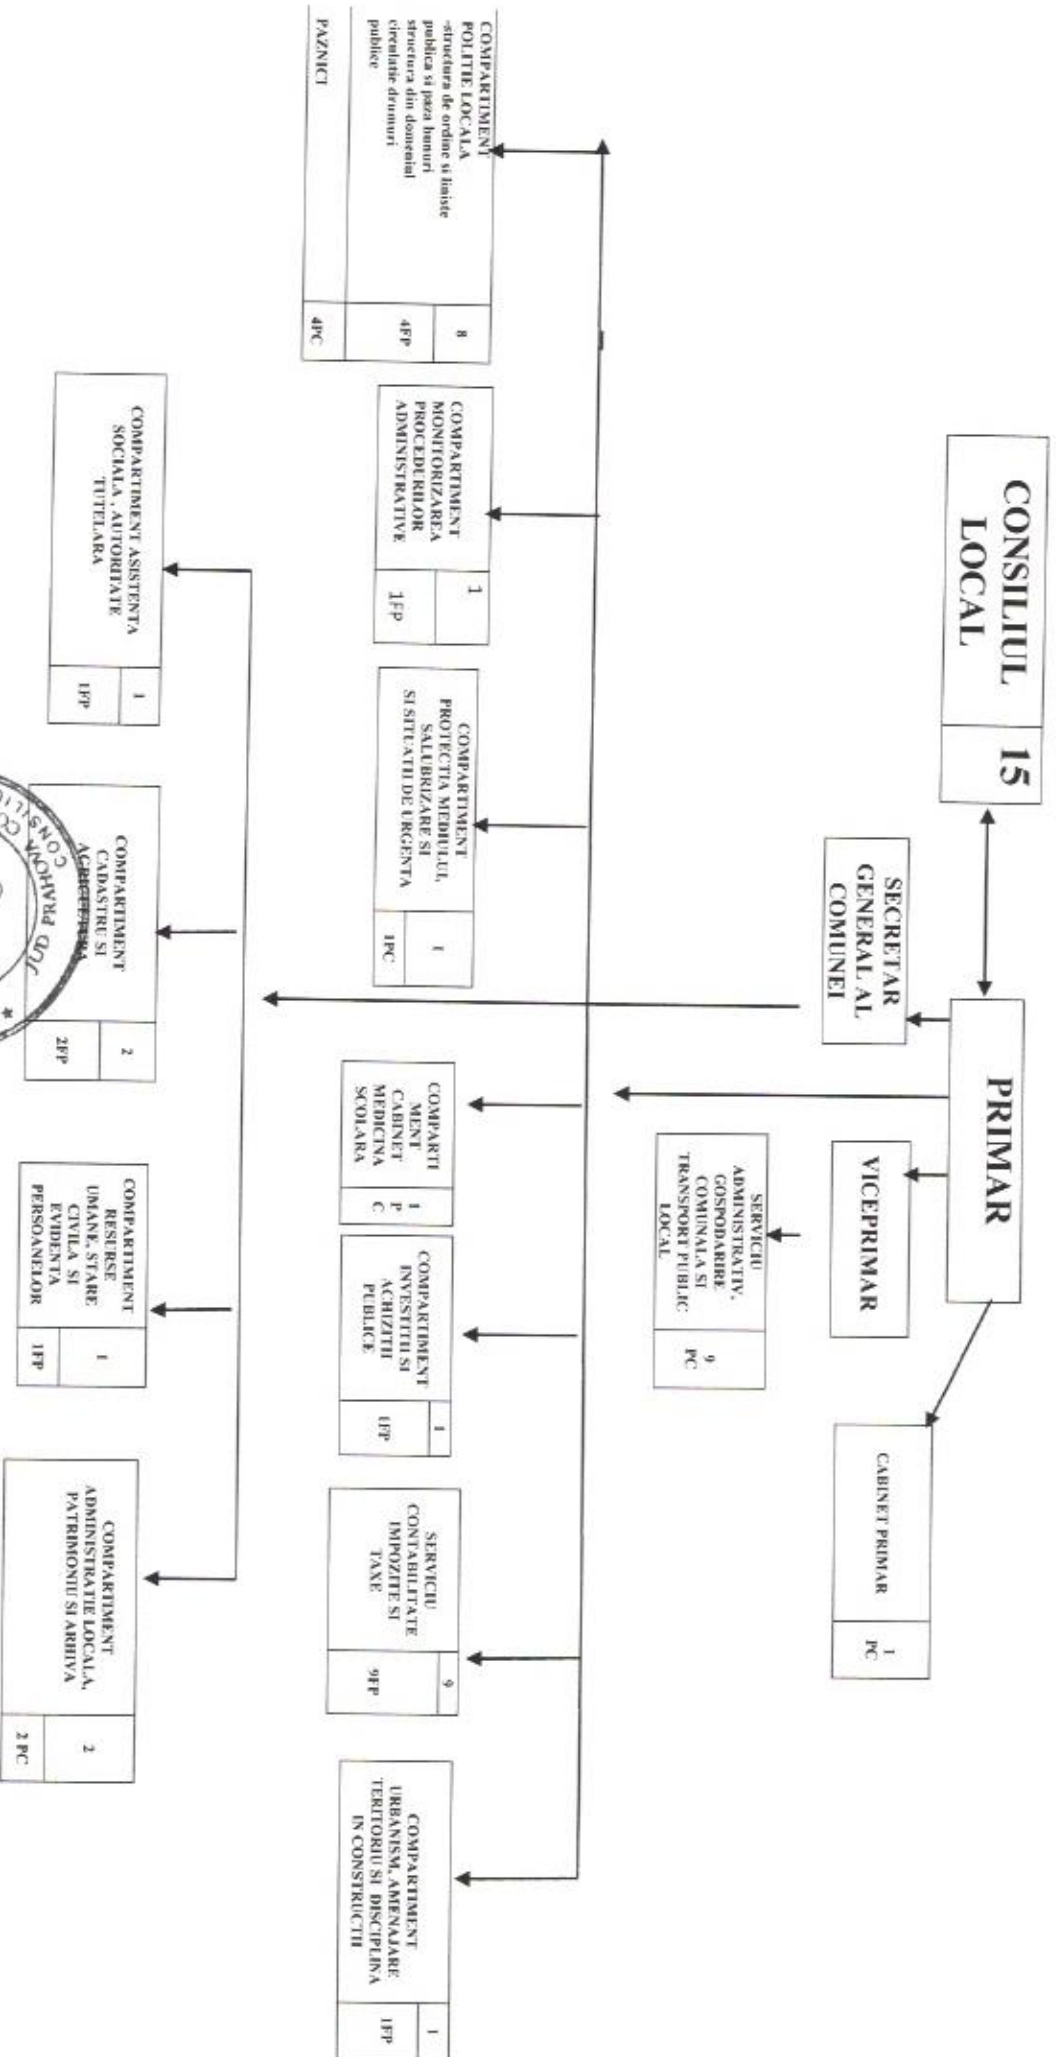 CONSILIUL
LOCAL
15
PRIMAR
SECRETAR
GENERAL AL
COMUNEI
VICEPRIMAR
CABINET PRIMAR
1
PC
SERVICIU
ADMINISTRATIV,
GOSPODARIRE
COMUNALA SI
TRANSPORT PUBLIC
LOCAL
9
PC
COMPARTIMENT
POLITIE LOCALA
-structura de ordine si liniste
publica si paza bunuri
structura din domeniul
circulatie drumuri
publice
8
4FP
PAZNICI
4PC
COMPARTIMENT
MONITORIZAREA
PROCEDURILOR
ADMINISTRATIVE
1
1FP
COMPARTIMENT
PROTECTIA MEDIULUI,
SALUBRIZARE SI
SI SITUATII DE URGENTA
1
1PC
COMPARTI
MENT
CABINET
MEDICINA
SCOLARA
1
P
C
COMPARTIMENT
INVESTITII SI
ACHIZITII
PUBLICE
1
1FP
SERVICIU
CONTABILITATE
IMPOZITE SI
TAXE
9
9FP
COMPARTIMENT
URBANISM, AMENAJARE
TERITORIU SI DISCIPLINA
IN CONSTRUCTII
1
1FP
COMPARTIMENT ASISTENTA
SOCIALA , AUTORITATE
TUTELARA
1
1FP
COMPARTIMENT
CADASTRU SI
AGRICULTURA
2
2FP
COMPARTIMENT
RESURSE
UMANE, STARE
CIVILA SI
EVIDENTA
PERSOANELOR
1
1FP
COMPARTIMENT
ADMINISTRATIE LOCALA,
PATRIMONIU SI ARHIVA
2
2 PC
JUD PRAHOVA